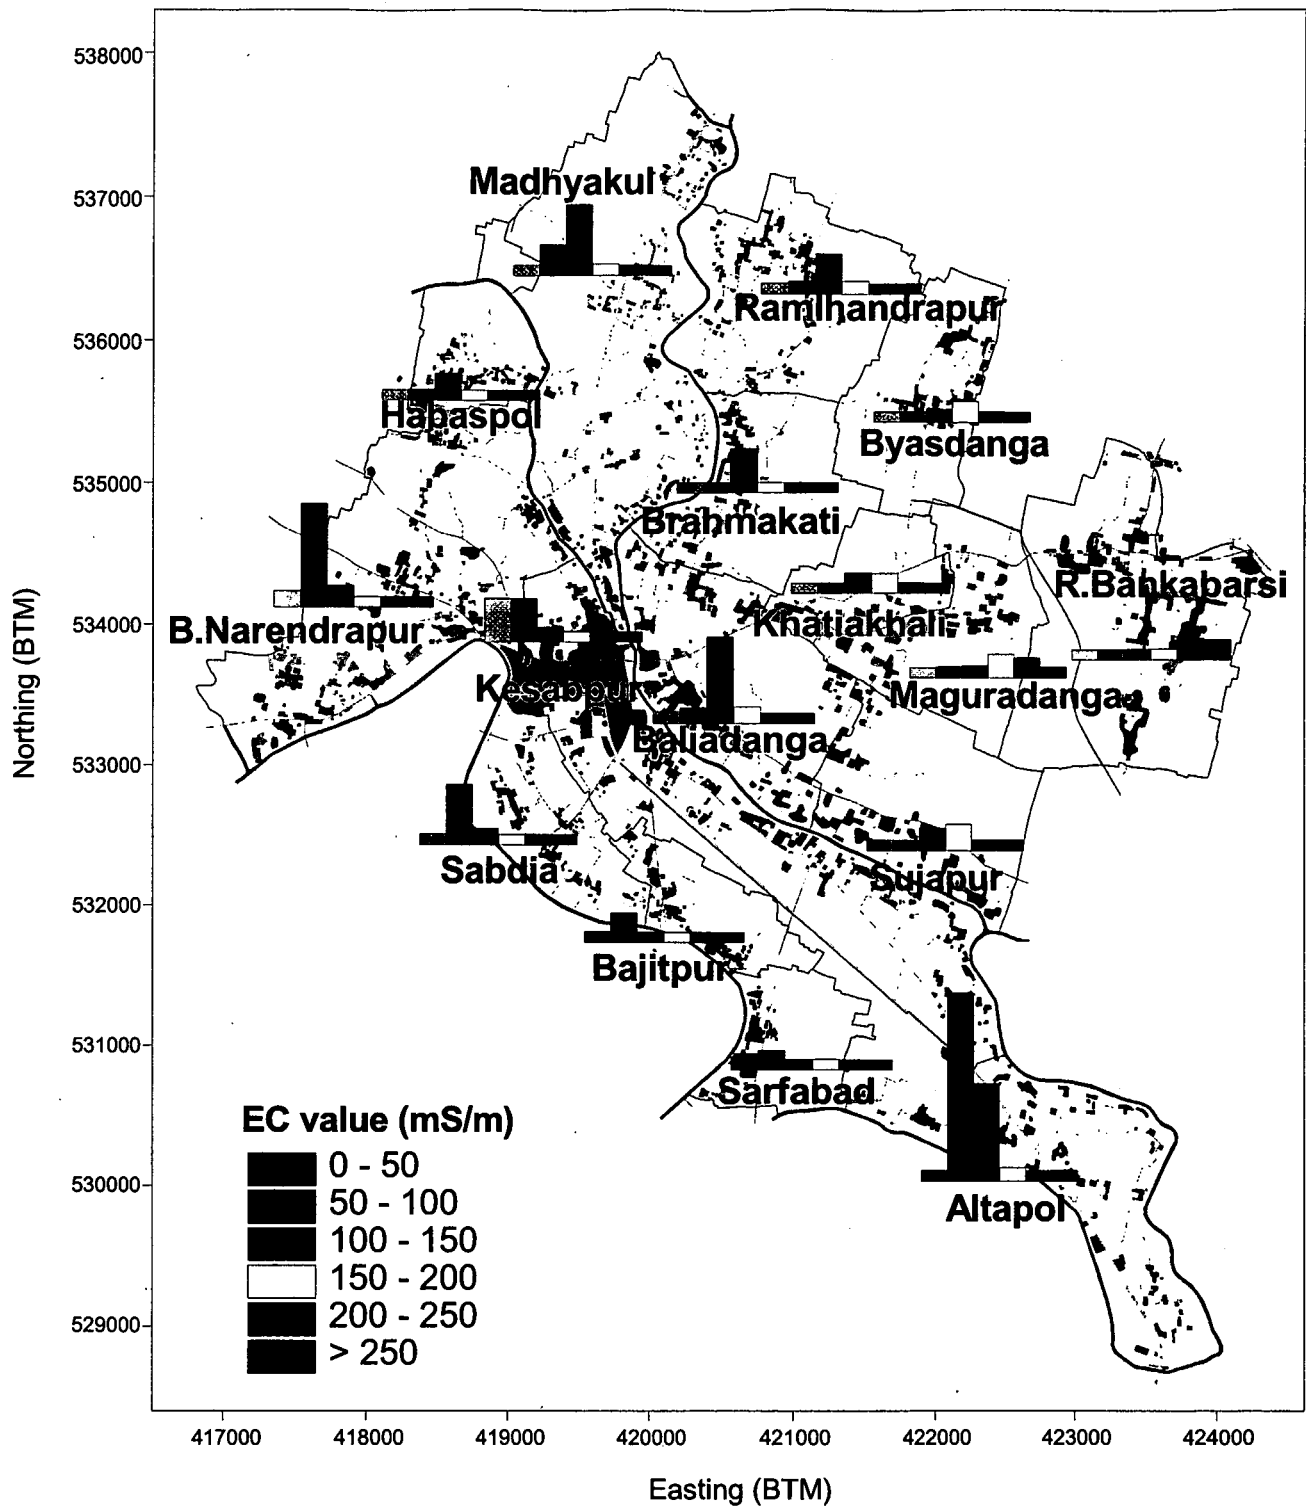 538000
537000
536000
535000
534000
533000
532000
531000
530000
529000
Northing (BTM)
Madhyakul
Ramlhandrapur
Habaspol
Byasdanga
Brahmakati
R.Bahkabarsi
B.Narendrapur
Khatiakhali
Kesabpur
Maguradanga
Baliadanga
Sabdia
Sujapur
Bajitpur
Sarfabad
Altapol
EC value (mS/m)
0 - 50
50 - 100
100 - 150
150 - 200
200 - 250
> 250
417000 418000 419000 420000 421000 422000 423000 424000
Easting (BTM)